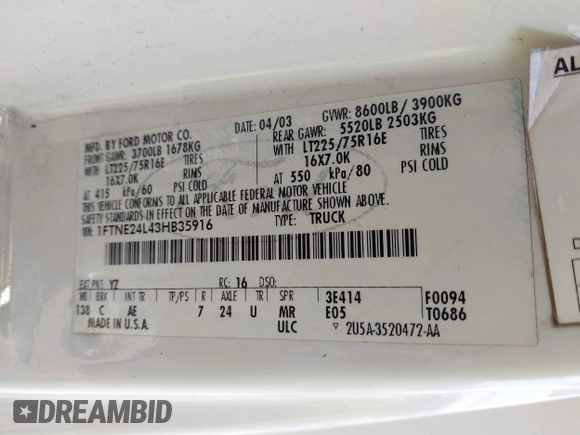 MFD. BY FORD MOTOR CO.
DATE: 04/03
GVWR: 8600LB/ 3900KG
FRONT GAWR: 3700LB 1678KG
REAR GAWR: 5520LB 2503KG
WITH LT225/75R16E TIRES
WITH LT225/75R16E TIRES
16X7.0K RIMS
16X7.0K RIMS
AT 415 kPa/60 PSI COLD
AT 550 kPa/80 PSI COLD
THIS VEHICLE CONFORMS TO ALL APPLICABLE FEDERAL MOTOR VEHICLE
SAFETY STANDARDS IN EFFECT ON THE DATE OF MANUFACTURE SHOWN ABOVE.
VIN: 1FTNE24L43HB35916
TYPE: TRUCK
EXT PNT: YZ
RC: 16 DSO:
WB BRK INT TR TP/PS R AXLE TR SPR
3E414 F0094
138 C AE 7 24 U MR
E05 T0686
MADE IN U.S.A.
ULC
2U5A-3520472-AA
AL
DREAMBID